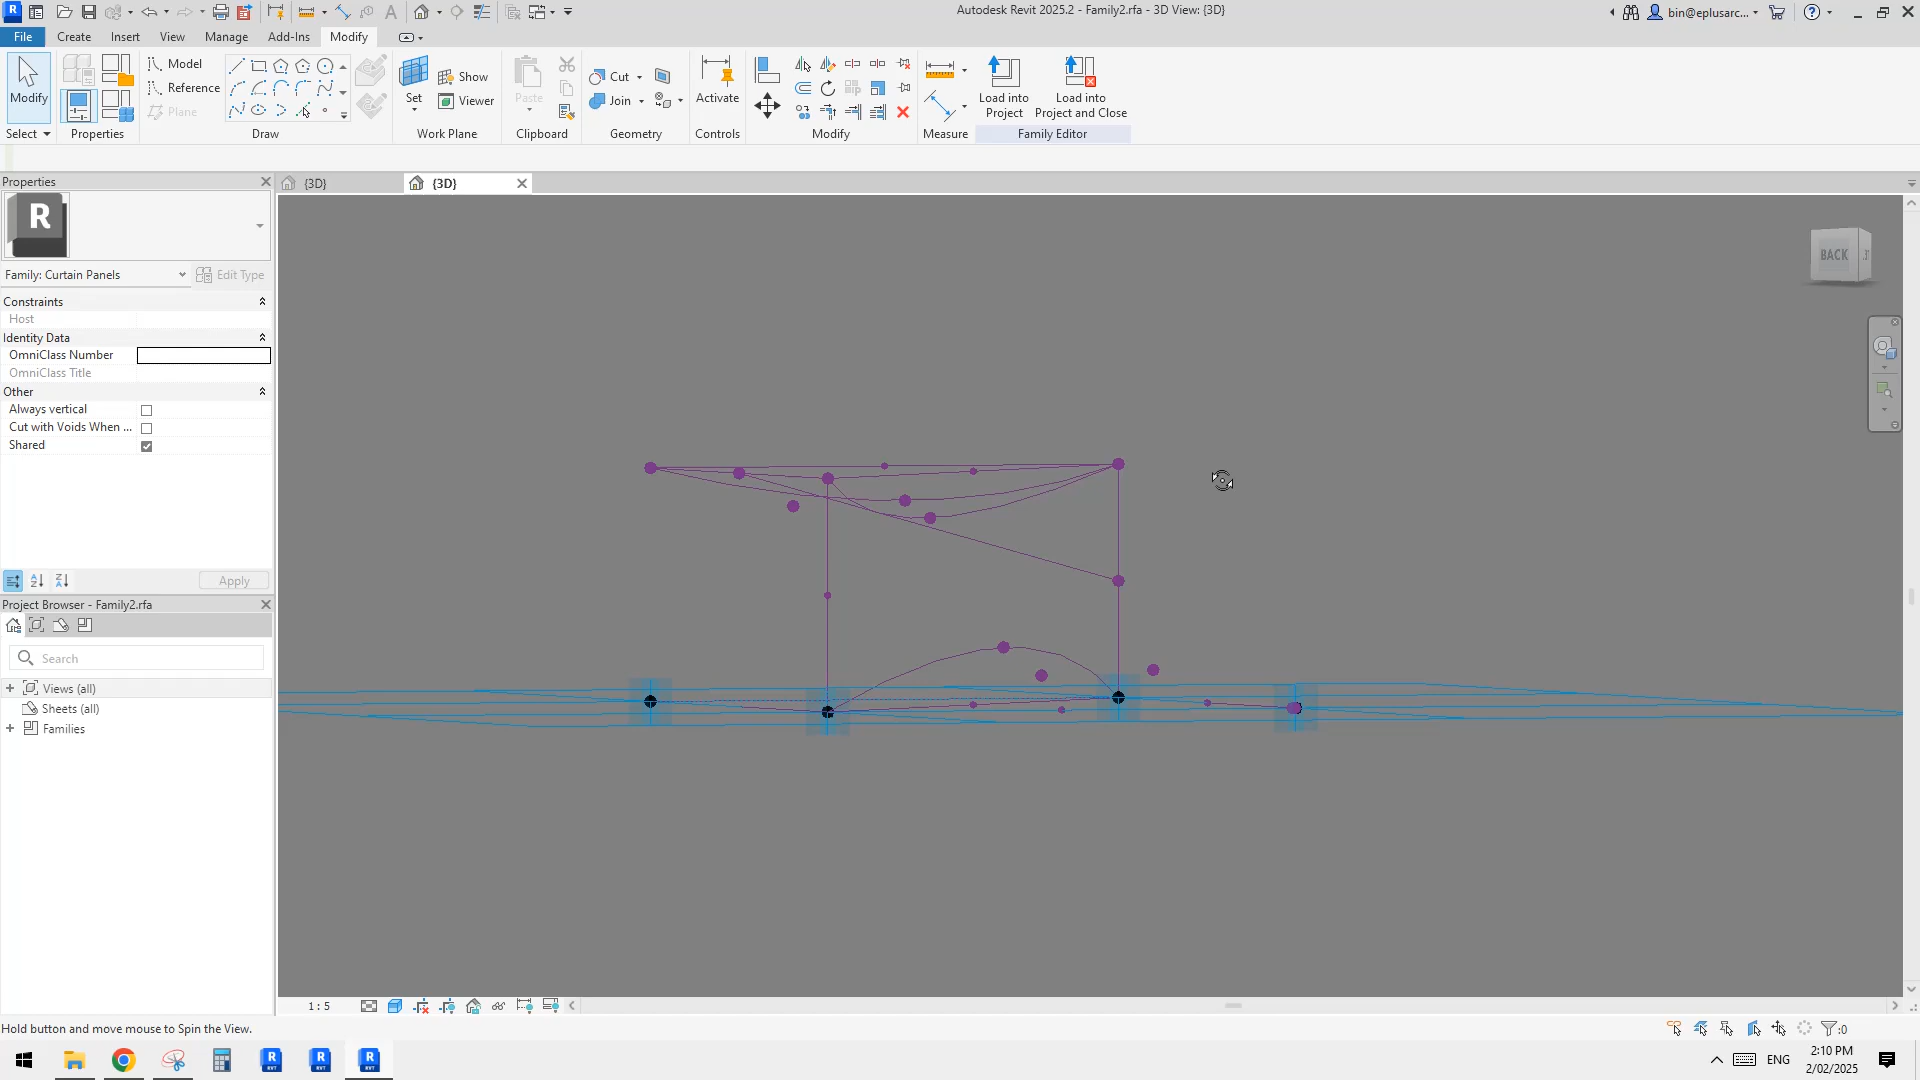 Autodesk Revit 2025.2 - Family2.rfa - 3D View: {3D}
bin@eplusarc...
File
Create
Insert
View
Manage
Add-Ins
Modify
Modify
Model
Reference
Plane
Set
Show
Viewer
Paste
Cut
Join
Activate
Load into
Project
Load into
Project and Close
Select
Properties
Draw
Work Plane
Clipboard
Geometry
Controls
Modify
Measure
Family Editor
Properties
{3D}
{3D}
R
Family: Curtain Panels
Edit Type
Constraints
Host
Identity Data
OmniClass Number
OmniClass Title
Other
Always vertical
Cut with Voids When ...
Shared
Apply
Project Browser - Family2.rfa
Search
Views (all)
Sheets (all)
Families
BACK
1 : 5
Hold button and move mouse to Spin the View.
:0
ENG
2:10 PM
2/02/2025